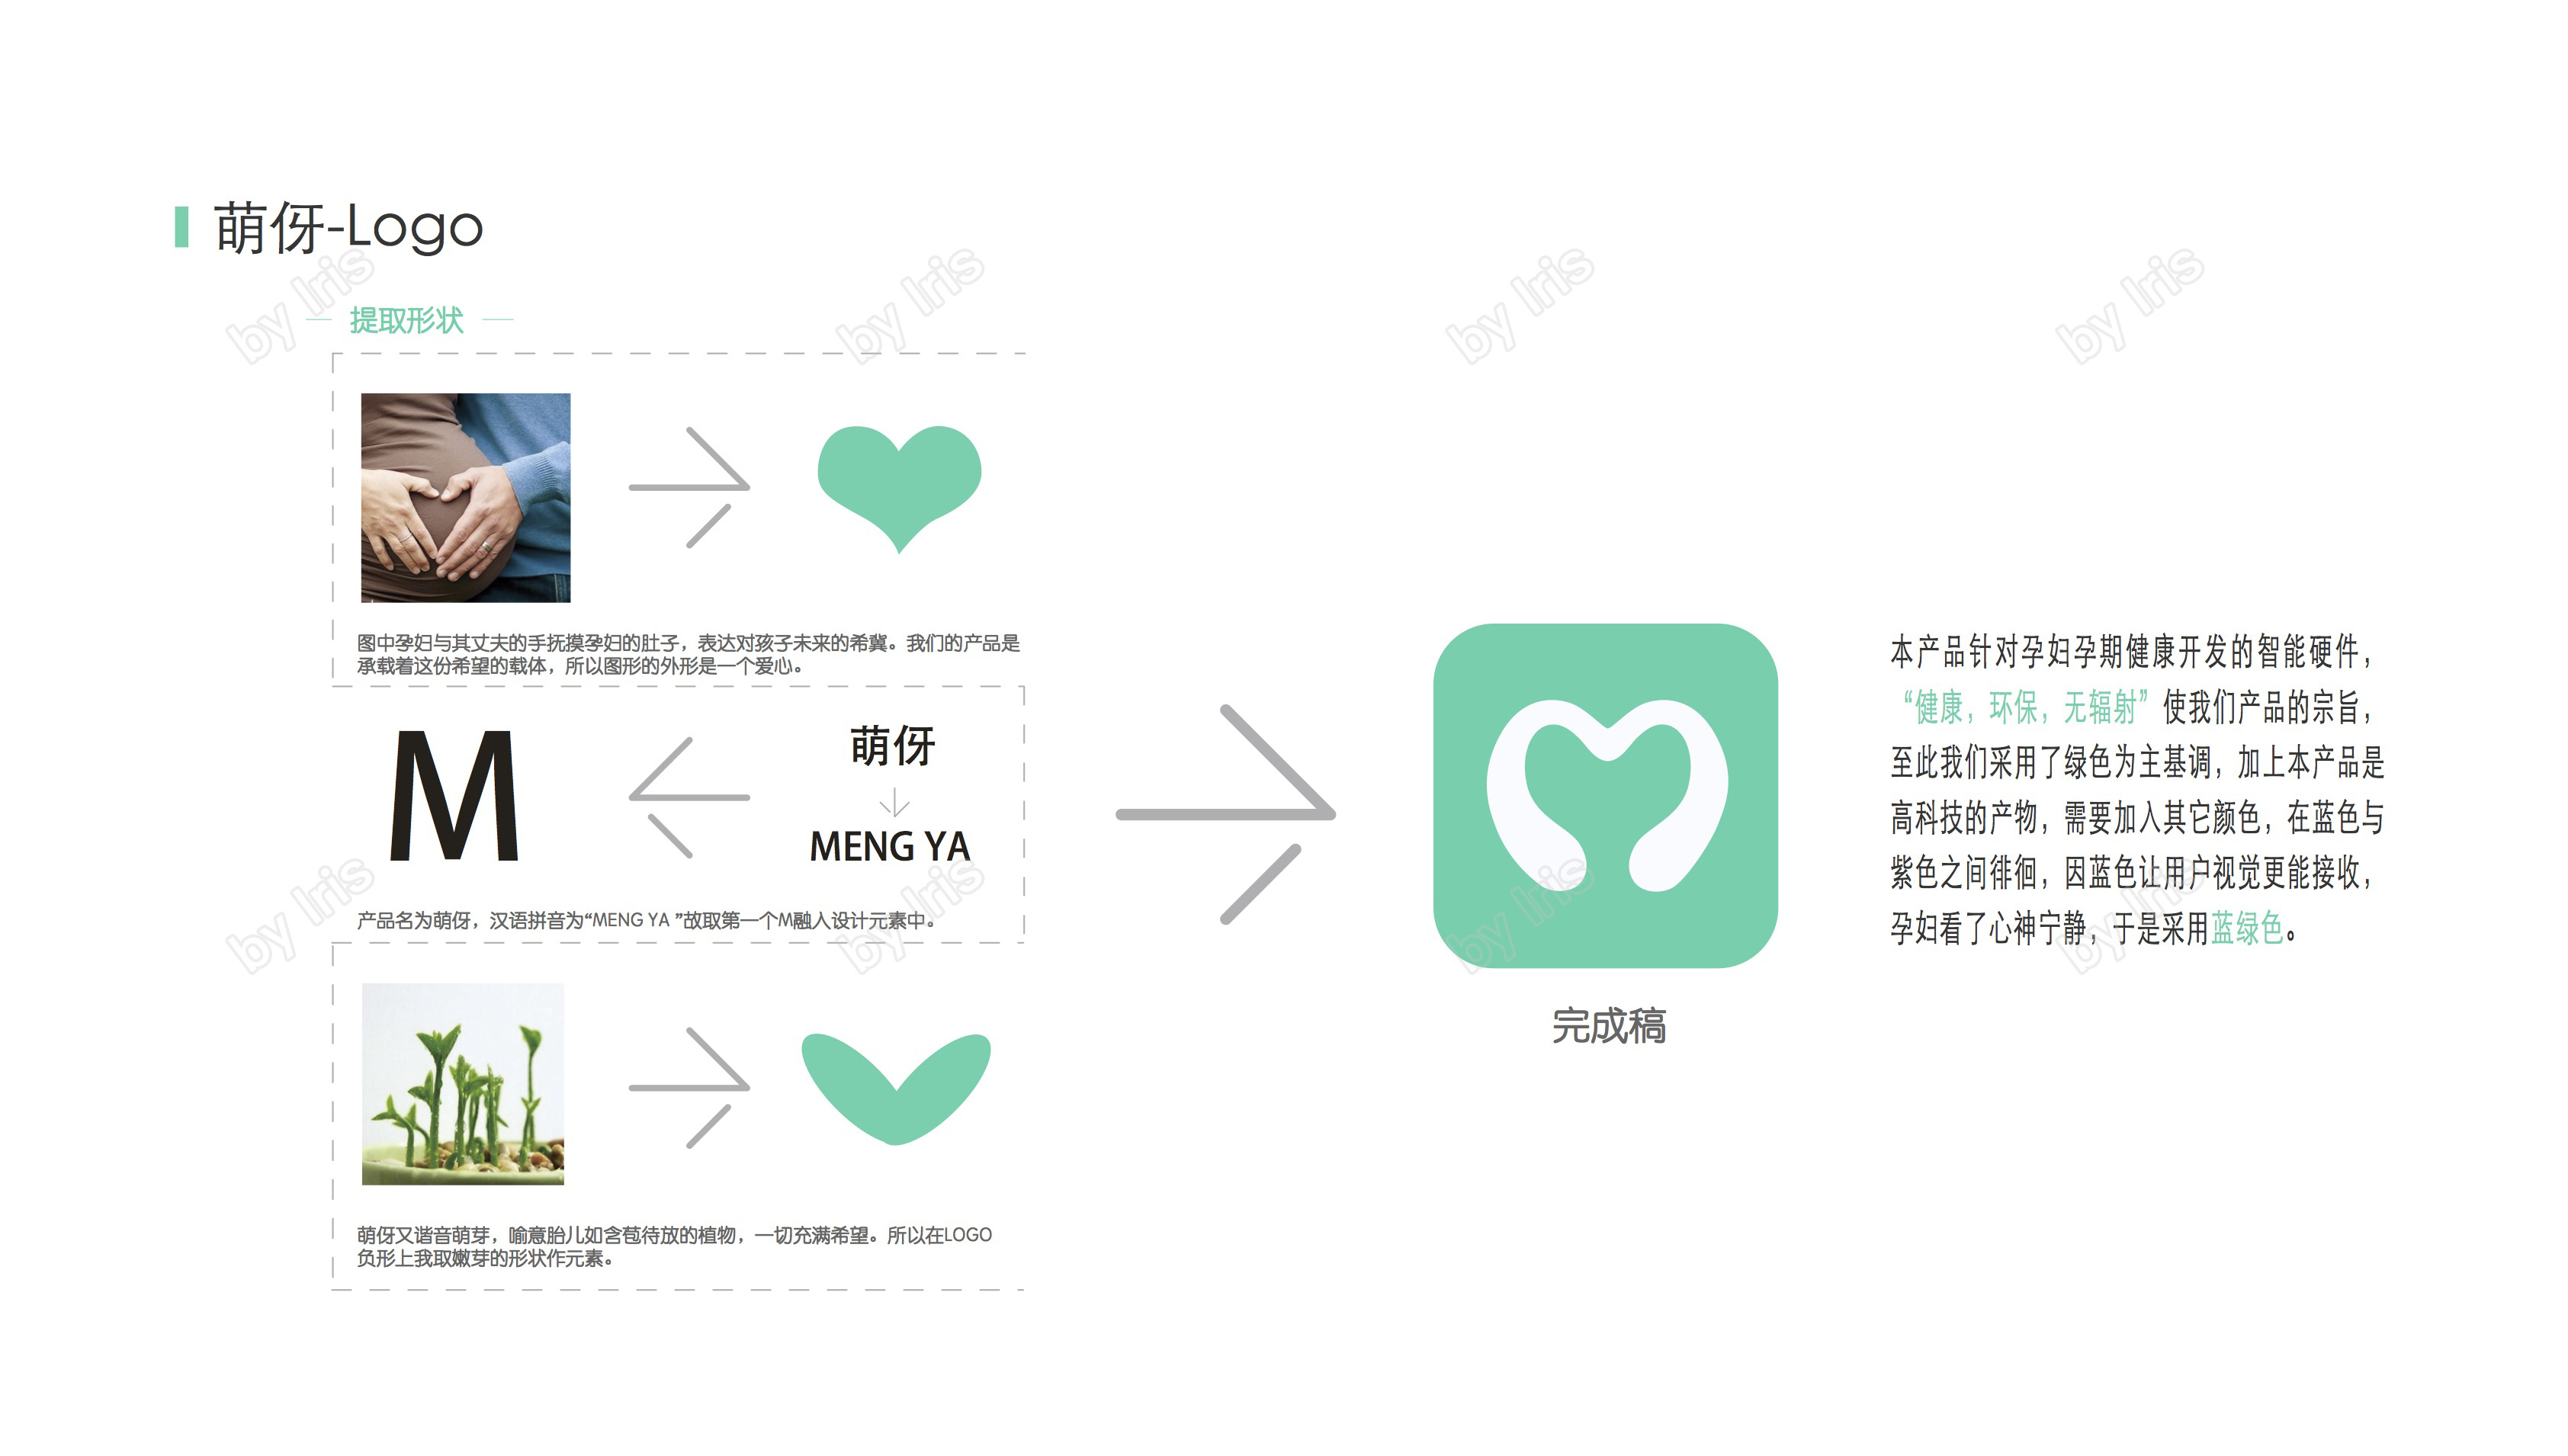 萌伢-Logo
提取形状
图中孕妇与其丈夫的手抚摸孕妇的肚子，表达对孩子未来的希冀。我们的产品是
承载着这份希望的载体，所以图形的外形是一个爱心。
M
萌伢
MENG YA
产品名为萌伢，汉语拼音为“MENG YA ”故取第一个M融入设计元素中。
萌伢又谐音萌芽，喻意胎儿如含苞待放的植物，一切充满希望。所以在LOGO
负形上我取嫩芽的形状作元素。
完成稿
本产品针对孕妇孕期健康开发的智能硬件，
“健康，环保，无辐射”使我们产品的宗旨，
至此我们采用了绿色为主基调，加上本产品是
高科技的产物，需要加入其它颜色，在蓝色与
紫色之间徘徊，因蓝色让用户视觉更能接收，
孕妇看了心神宁静，于是采用蓝绿色。
by Iris
by Iris
by Iris
by Iris
by Iris
by Iris
by Iris
by Iris